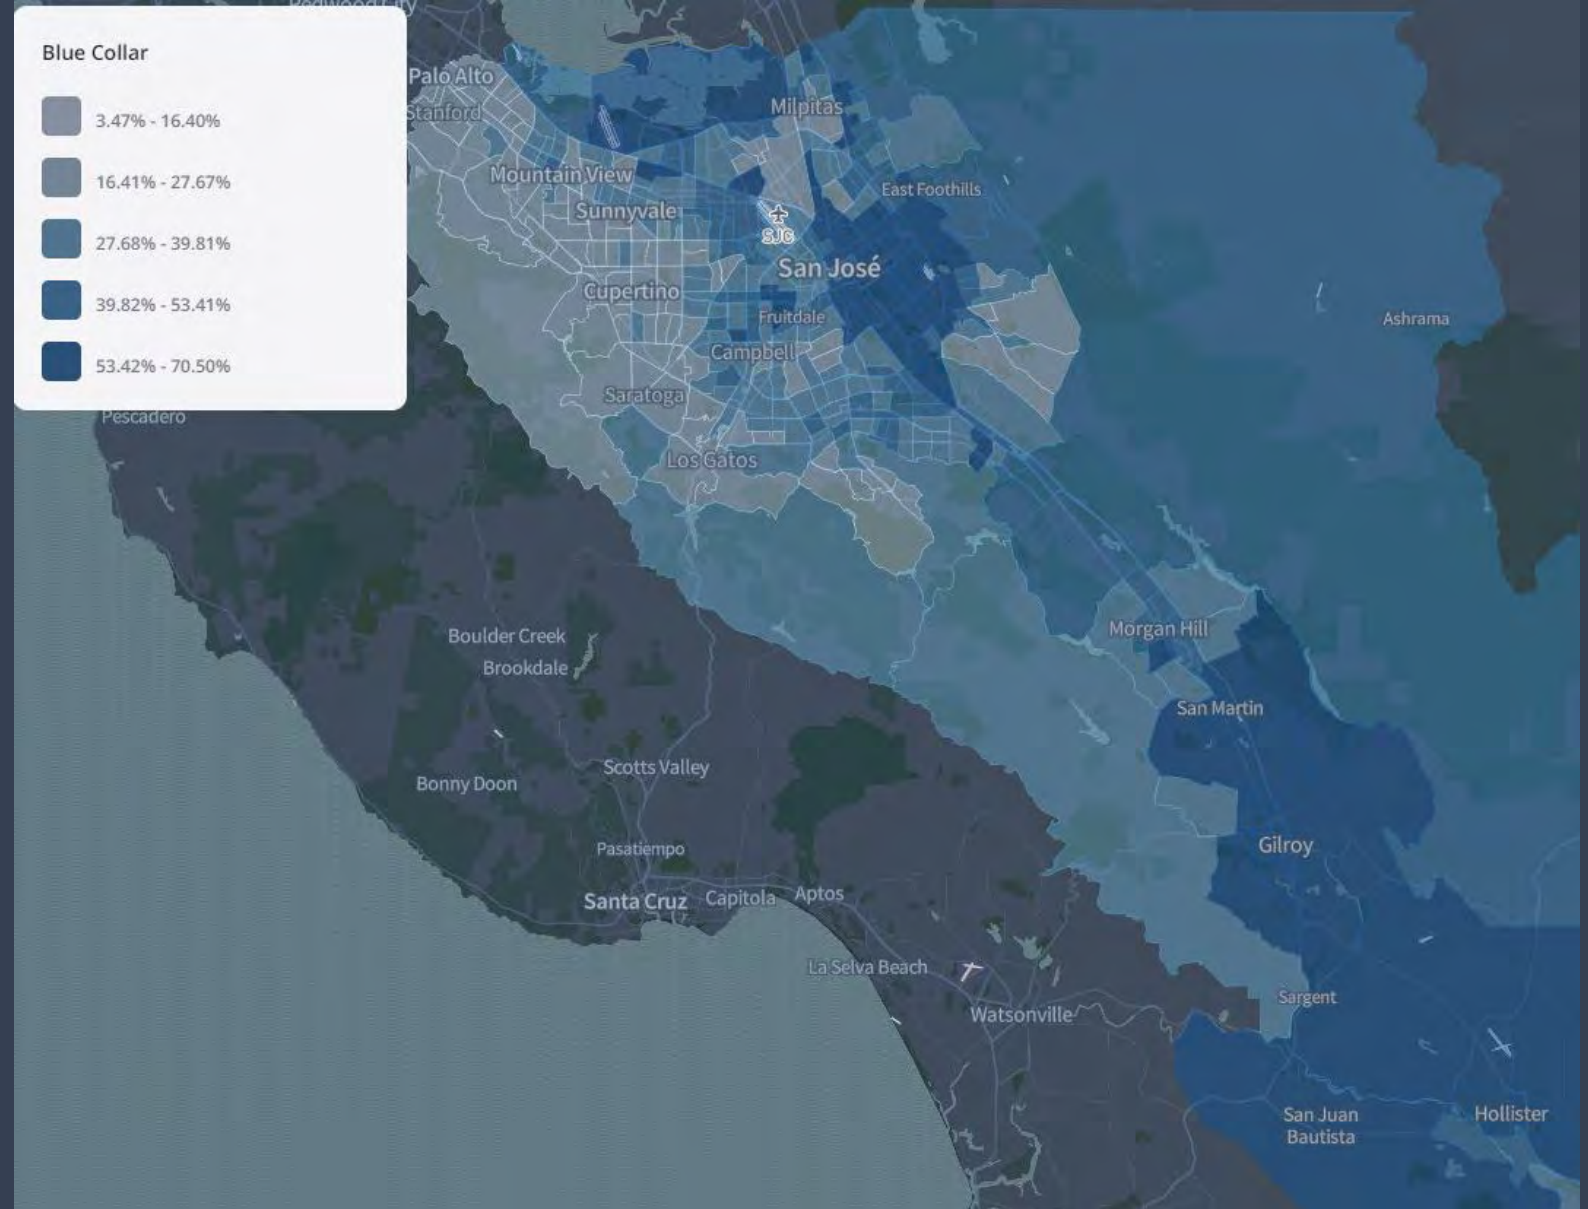 Redwood City
Blue Collar
3.47% - 16.40%
16.41% - 27.67%
27.68% - 39.81%
39.82% - 53.41%
53.42% - 70.50%
Palo Alto
Stanford
Milpitas
Mountain View
East Foothills
Sunnyvale
SJC
San José
Cupertino
Fruitdale
Ashrama
Campbell
Saratoga
Pescadero
Los Gatos
Boulder Creek
Morgan Hill
Brookdale
San Martin
Scotts Valley
Bonny Doon
Pasatiempo
Gilroy
Santa Cruz
Capitola
Aptos
La Selva Beach
Sargent
Watsonville
San Juan
Bautista
Hollister